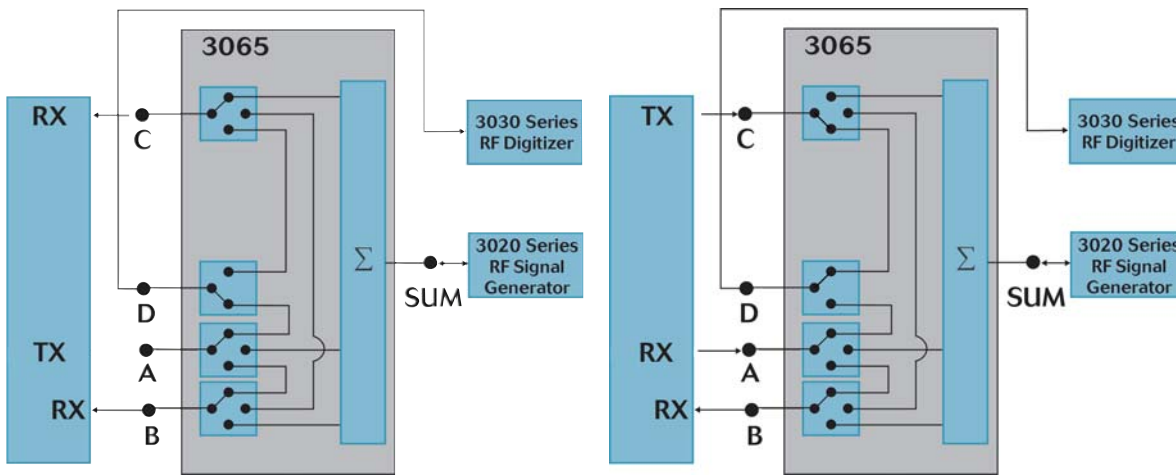 3065
RX
C
3030 Series
RF Digitizer
Σ
3020 Series
RF Signal
Generator
SUM
D
TX
A
RX
B
3065
TX
C
3030 Series
RF Digitizer
Σ
3020 Series
RF Signal
Generator
SUM
D
RX
A
RX
B